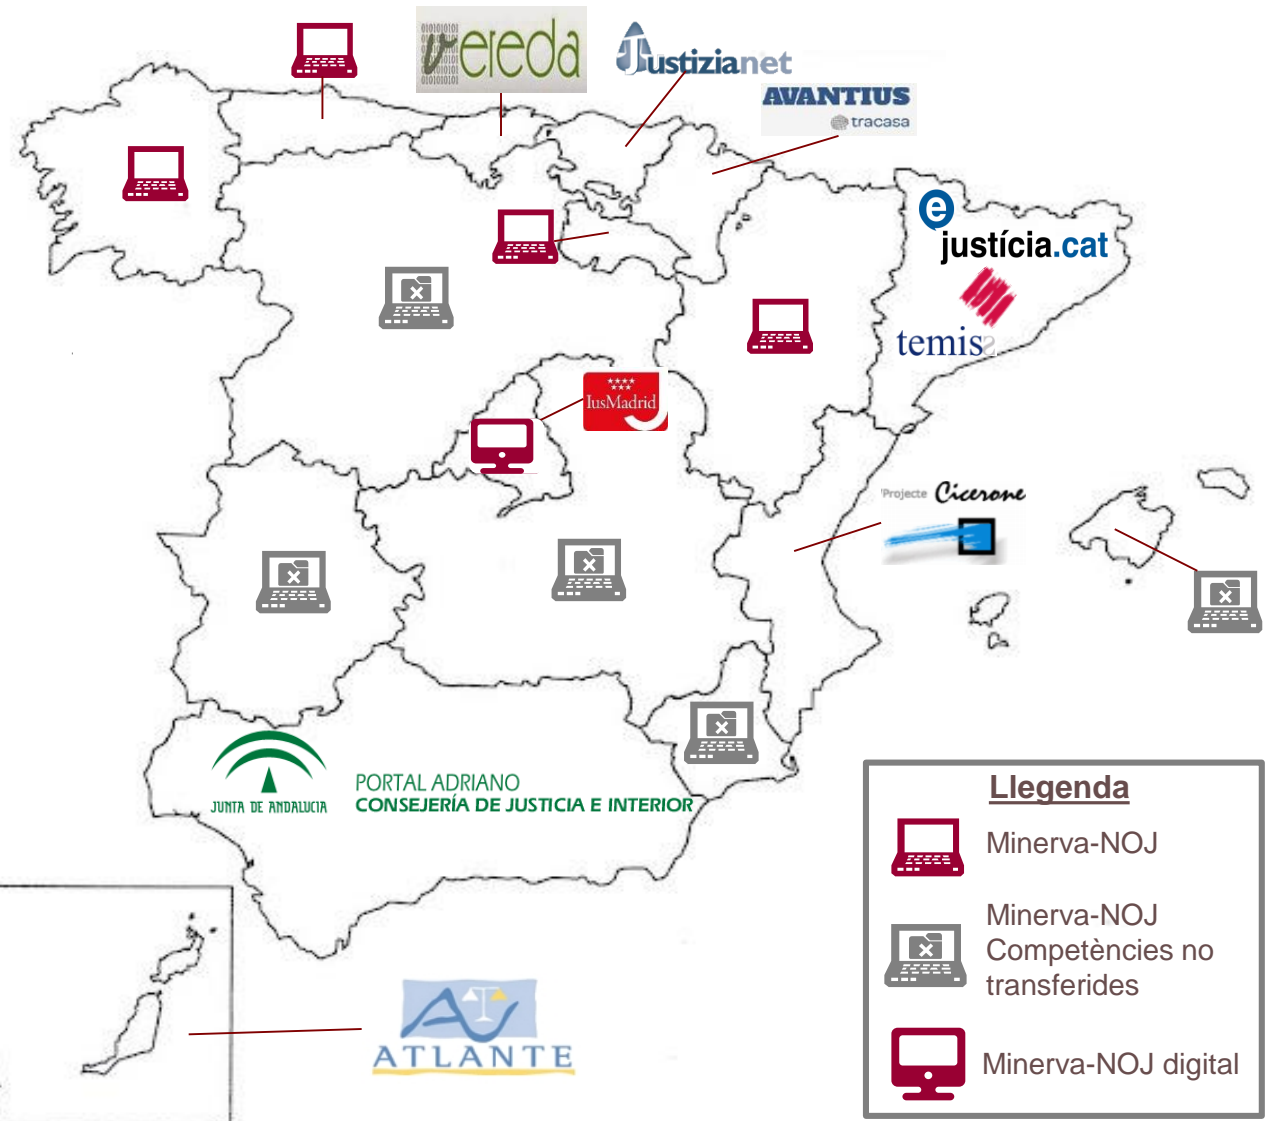 vereda
Justizianet
AVANTIUS
tracasa
e
justícia.cat
temis
IusMadrid
Projecte Cicerone
JUNTA DE ANDALUCIA
PORTAL ADRIANO
CONSEJERÍA DE JUSTICIA E INTERIOR
ATLANTE
Llegenda
Minerva-NOJ
Minerva-NOJ
Competències no
transferides
Minerva-NOJ digital